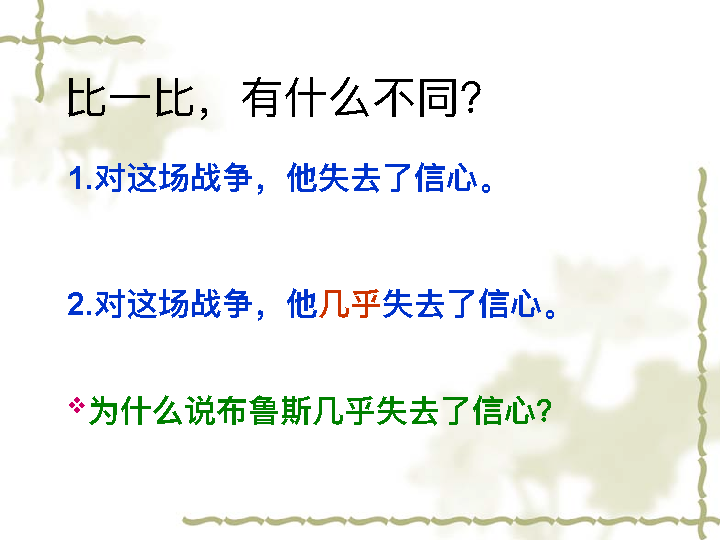 比一比，有什么不同？
1.对这场战争，他失去了信心。
2.对这场战争，他几乎失去了信心。
为什么说布鲁斯几乎失去了信心？